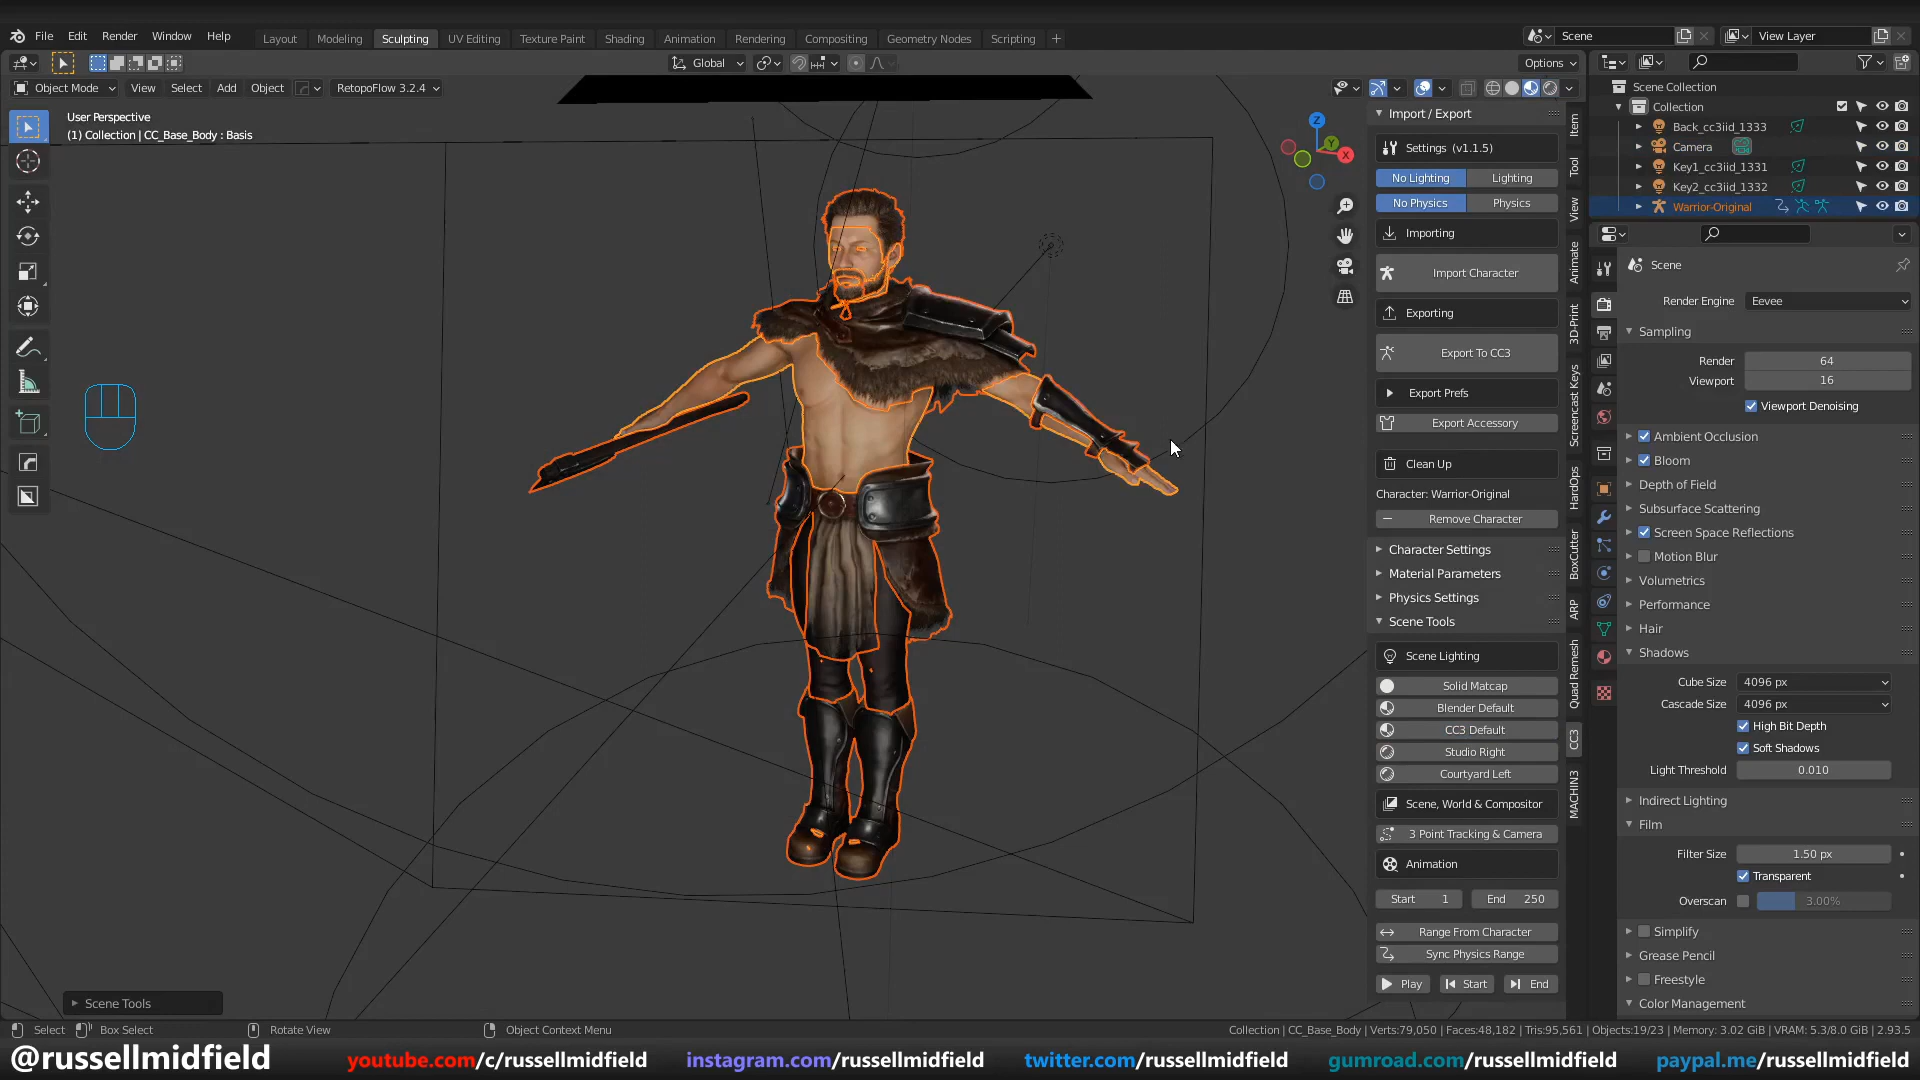 File Edit Render Window Help Layout Modeling Sculpting UV Editing Texture Paint Shading Animation Rendering Compositing Geometry Nodes Scripting + Scene View Layer
Global Options
Object Mode View Select Add Object RetopoFlow 3.2.4
User Perspective
(1) Collection | CC_Base_Body : Basis
Z
Y
X
Import / Export
Settings (v1.1.5)
No Lighting Lighting
No Physics Physics
Importing
Import Character
Exporting
Export To CC3
Export Prefs
Export Accessory
Clean Up
Character: Warrior-Original
Remove Character
Character Settings
Material Parameters
Physics Settings
Scene Tools
Scene Lighting
Solid Matcap
Blender Default
CC3 Default
Studio Right
Courtyard Left
Scene, World & Compositor
3 Point Tracking & Camera
Animation
Start 1 End 250
Range From Character
Sync Physics Range
Play Start End
Item
Tool
View
Animate
3D-Print
Screencast Keys
HardOps
BoxCutter
ARP
Quad Remesh
CC3
MACHIN3
Scene Collection
Collection
Back_cc3iid_1333
Camera
Key1_cc3iid_1331
Key2_cc3iid_1332
Warrior-Original
Scene
Render Engine Eevee
Sampling
Render 64
Viewport 16
Viewport Denoising
Ambient Occlusion
Bloom
Depth of Field
Subsurface Scattering
Screen Space Reflections
Motion Blur
Volumetrics
Performance
Hair
Shadows
Cube Size 4096 px
Cascade Size 4096 px
High Bit Depth
Soft Shadows
Light Threshold 0.010
Indirect Lighting
Film
Filter Size 1.50 px
Transparent
Overscan 3.00%
Simplify
Grease Pencil
Freestyle
Color Management
Scene Tools
Select Box Select Rotate View Object Context Menu Collection | CC_Base_Body | Verts:79,050 | Faces:48,182 | Tris:95,561 | Objects:19/23 | Memory: 3.02 GiB | VRAM: 5.3/8.0 GiB | 2.93.5
@russellmidfield youtube.com/c/russellmidfield instagram.com/russellmidfield twitter.com/russellmidfield gumroad.com/russellmidfield paypal.me/russellmidfield